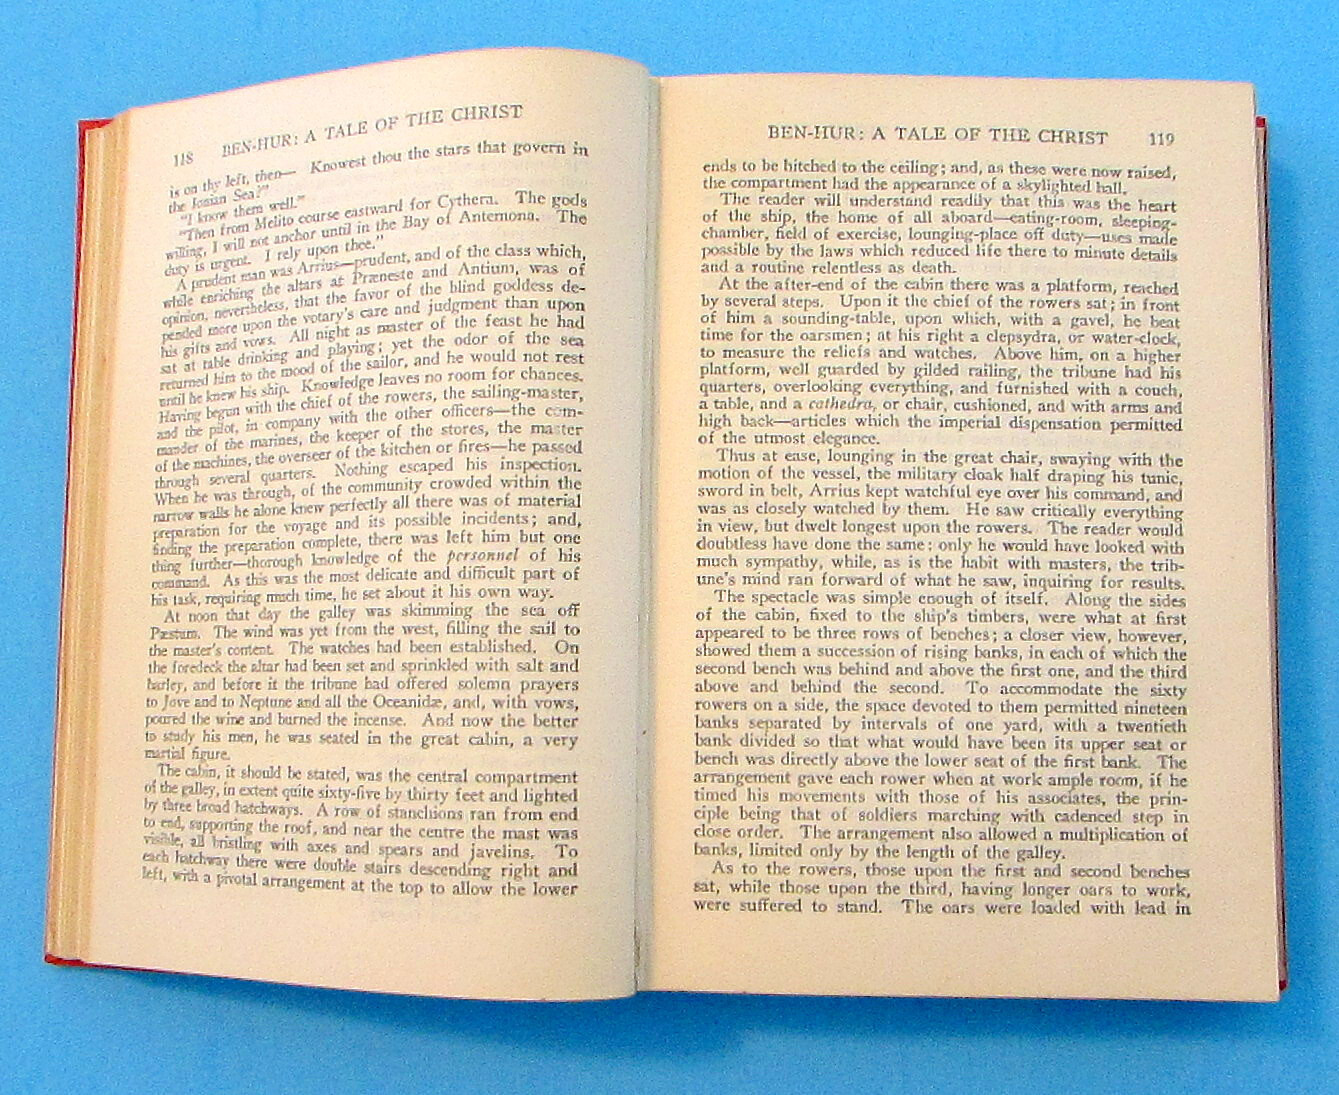 118 BEN-HUR: A TALE OF THE CHRIST
is on thy left, then— Knowest thou the stars that govern in
the Ionian Sea?"
"I know them well."
"Then from Melito course eastward for Cythera. The gods
willing, I will not anchor until in the Bay of Antemona. The
duty is urgent. I rely upon thee."
A prudent man was Arrius—prudent, and of the class which,
while enriching the altars at Præneste and Antium, was of
opinion, nevertheless, that the favor of the blind goddess de-
pended more upon the votary's care and judgment than upon
his gifts and vows. All night as master of the feast he had
sat at table drinking and playing; yet the odor of the sea
returned him to the mood of the sailor, and he would not rest
until he knew his ship. Knowledge leaves no room for chances.
Having begun with the chief of the rowers, the sailing-master,
and the pilot, in company with the other officers—the com-
mander of the marines, the keeper of the stores, the master
of the machines, the overseer of the kitchen or fires—he passed
through several quarters. Nothing escaped his inspection.
When he was through, of the community crowded within the
narrow walls he alone knew perfectly all there was of material
preparation for the voyage and its possible incidents; and,
finding the preparation complete, there was left him but one
thing further—thorough knowledge of the personnel of his
command. As this was the most delicate and difficult part of
his task, requiring much time, he set about it his own way.
At noon that day the galley was skimming the sea off
Pæstum. The wind was yet from the west, filling the sail to
the master's content. The watches had been established. On
the foredeck the altar had been set and sprinkled with salt and
barley, and before it the tribune had offered solemn prayers
to Jove and to Neptune and all the Oceanidæ, and, with vows,
poured the wine and burned the incense. And now the better
to study his men, he was seated in the great cabin, a very
martial figure.
The cabin, it should be stated, was the central compartment
of the galley, in extent quite sixty-five by thirty feet and lighted
by three broad hatchways. A row of stanchions ran from end
to end, supporting the roof, and near the centre the mast was
visible, all bristling with axes and spears and javelins. To
each hatchway there were double stairs descending right and
left, with a pivotal arrangement at the top to allow the lower
BEN-HUR: A TALE OF THE CHRIST 119
ends to be hitched to the ceiling; and, as these were now raised,
the compartment had the appearance of a skylighted hall.
The reader will understand readily that this was the heart
of the ship, the home of all aboard—eating-room, sleeping-
chamber, field of exercise, lounging-place off duty—uses made
possible by the laws which reduced life there to minute details
and a routine relentless as death.
At the after-end of the cabin there was a platform, reached
by several steps. Upon it the chief of the rowers sat; in front
of him a sounding-table, upon which, with a gavel, he beat
time for the oarsmen; at his right a clepsydra, or water-clock,
to measure the reliefs and watches. Above him, on a higher
platform, well guarded by gilded railing, the tribune had his
quarters, overlooking everything, and furnished with a couch,
a table, and a cathedra, or chair, cushioned, and with arms and
high back—articles which the imperial dispensation permitted
of the utmost elegance.
Thus at ease, lounging in the great chair, swaying with the
motion of the vessel, the military cloak half draping his tunic,
sword in belt, Arrius kept watchful eye over his command, and
was as closely watched by them. He saw critically everything
in view, but dwelt longest upon the rowers. The reader would
doubtless have done the same: only he would have looked with
much sympathy, while, as is the habit with masters, the trib-
une's mind ran forward of what he saw, inquiring for results.
The spectacle was simple enough of itself. Along the sides
of the cabin, fixed to the ship's timbers, were what at first
appeared to be three rows of benches; a closer view, however,
showed them a succession of rising banks, in each of which the
second bench was behind and above the first one, and the third
above and behind the second. To accommodate the sixty
rowers on a side, the space devoted to them permitted nineteen
banks separated by intervals of one yard, with a twentieth
bank divided so that what would have been its upper seat or
bench was directly above the lower seat of the first bank. The
arrangement gave each rower when at work ample room, if he
timed his movements with those of his associates, the prin-
ciple being that of soldiers marching with cadenced step in
close order. The arrangement also allowed a multiplication of
banks, limited only by the length of the galley.
As to the rowers, those upon the first and second benches
sat, while those upon the third, having longer oars to work,
were suffered to stand. The oars were loaded with lead in